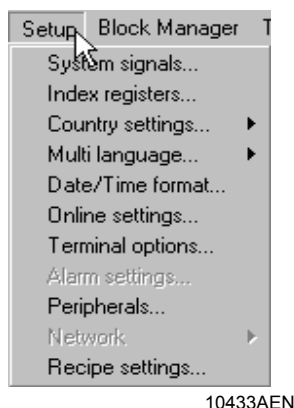 Setup Block Manager T
System signals...
Index registers...
Country settings...
Multi language...
Date/Time format...
Online settings...
Terminal options...
Alarm settings...
Peripherals...
Network
Recipe settings...
10433AEN